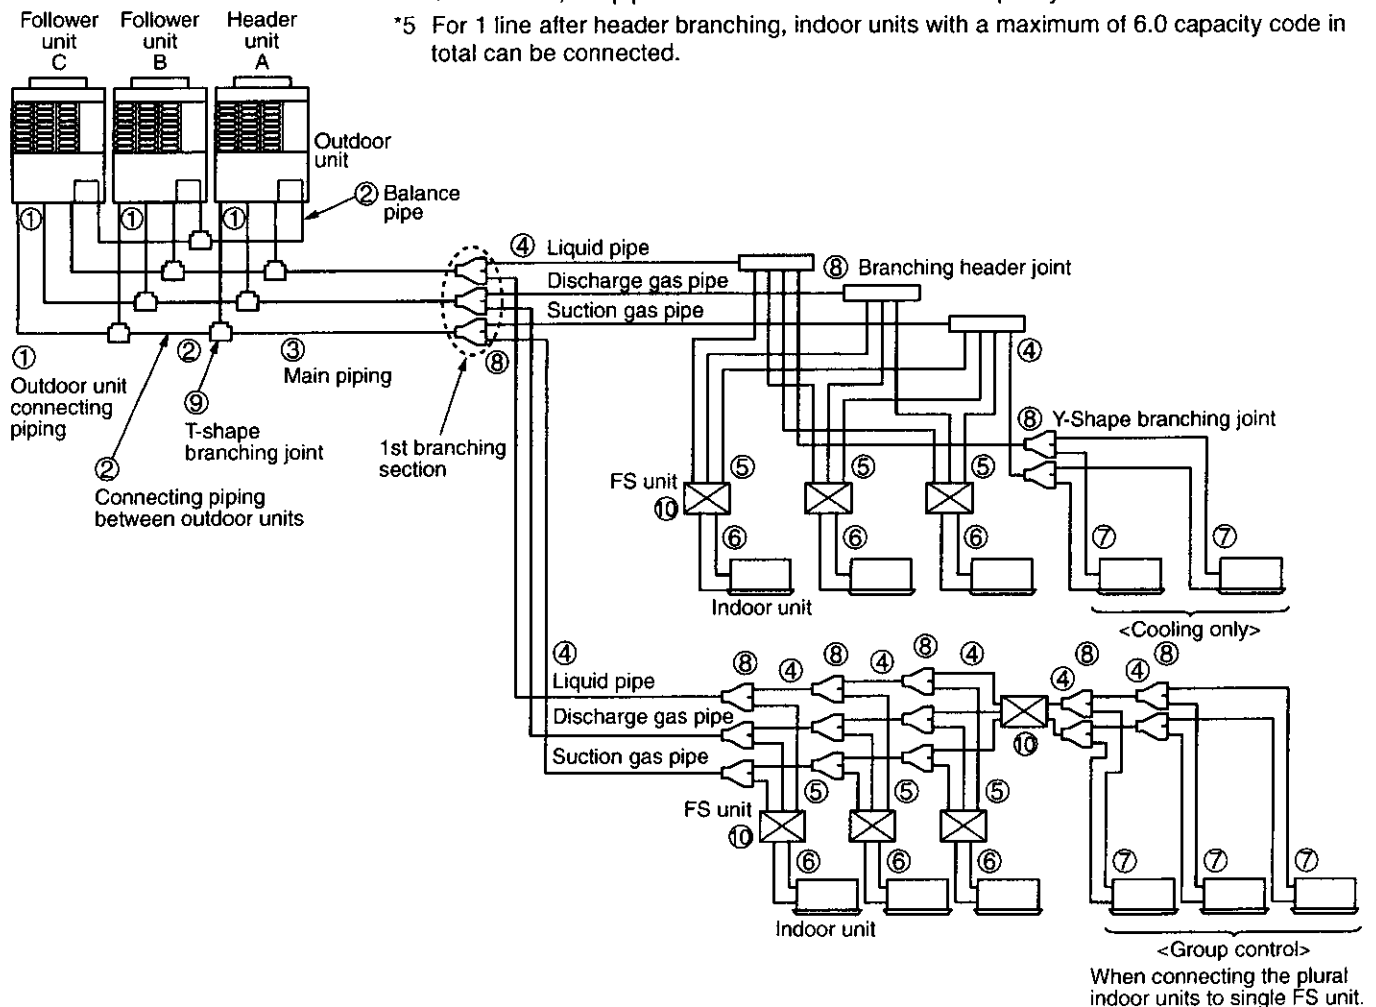 *5 For 1 line after header branching, indoor units with a maximum of 6.0 capacity code in
total can be connected.
Follower
unit
C
Follower
unit
B
Header
unit
A
Outdoor
unit
② Balance
pipe
①
①
①
④ Liquid pipe
Discharge gas pipe
Suction gas pipe
⑧ Branching header joint
④
⑧ Y-Shape branching joint
①
Outdoor unit
connecting
piping
②
③
Main piping
⑧
⑨
T-shape
branching joint
1st branching
section
②
Connecting piping
between outdoor units
FS unit
⑩
⑤
⑤
⑤
⑥
⑥
⑥
⑦
⑦
Indoor unit
<Cooling only>
④
Liquid pipe
Discharge gas pipe
Suction gas pipe
⑧
④
⑧
④
⑧
④
④
⑧
④
⑧
⑩
FS unit
⑩
⑤
⑤
⑤
⑥
⑥
⑥
⑦
⑦
⑦
Indoor unit
<Group control>
When connecting the plural
indoor units to single FS unit.